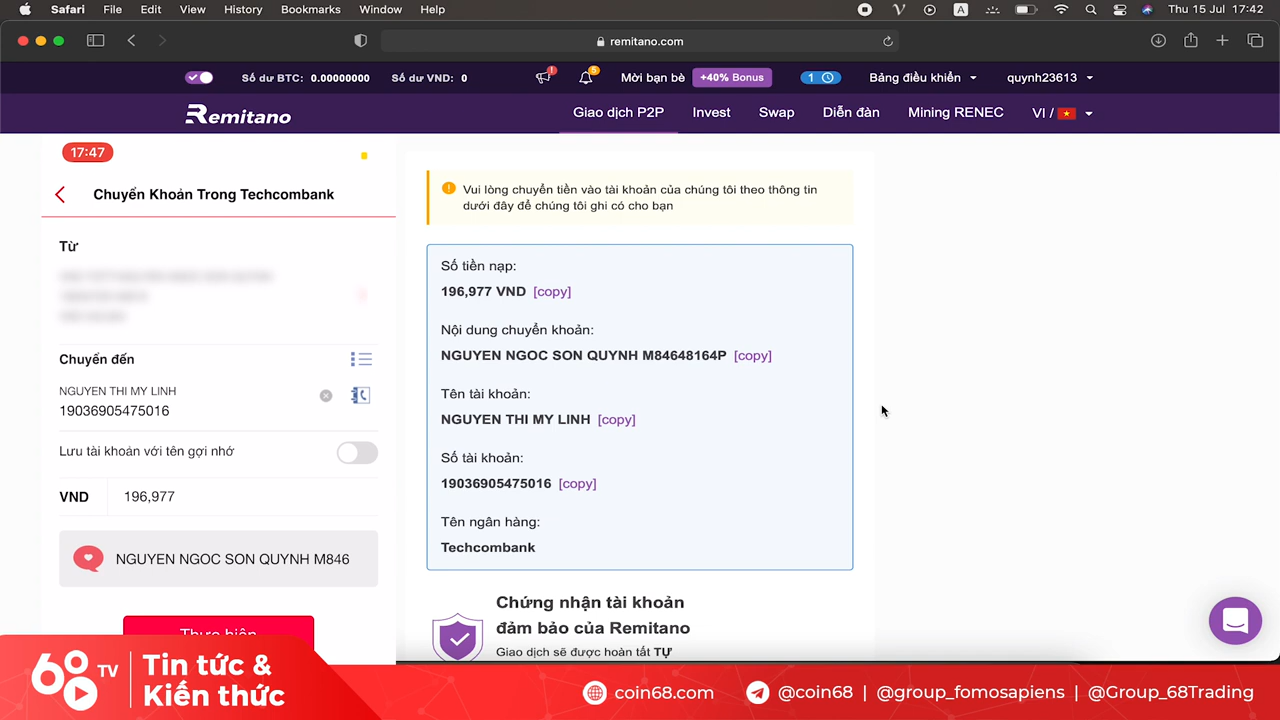 Safari File Edit View History Bookmarks Window Help A Thu 15 Jul 17:42
remitano.com
Số dư BTC: 0.00000000 Số dư VND: 0 ! 5 Mời bạn bè +40% Bonus 1 Bảng điều khiển quynh23613
Remitano Giao dịch P2P Invest Swap Diễn đàn Mining RENEC VI /
17:47
Chuyển Khoản Trong Techcombank
Từ
Chuyển đến
NGUYEN THI MY LINH
19036905475016
Lưu tài khoản với tên gợi nhớ
VND 196,977
NGUYEN NGOC SON QUYNH M846
Thực hiện
Vui lòng chuyển tiền vào tài khoản của chúng tôi theo thông tin
dưới đây để chúng tôi ghi có cho bạn
Số tiền nạp:
196,977 VND [copy]
Nội dung chuyển khoản:
NGUYEN NGOC SON QUYNH M84648164P [copy]
Tên tài khoản:
NGUYEN THI MY LINH [copy]
Số tài khoản:
19036905475016 [copy]
Tên ngân hàng:
Techcombank
Chứng nhận tài khoản
đảm bảo của Remitano
Giao dịch sẽ được hoàn tất TỰ
68 TV Tin tức &
Kiến thức
coin68.com @coin68 | @group_fomosapiens | @Group_68Trading